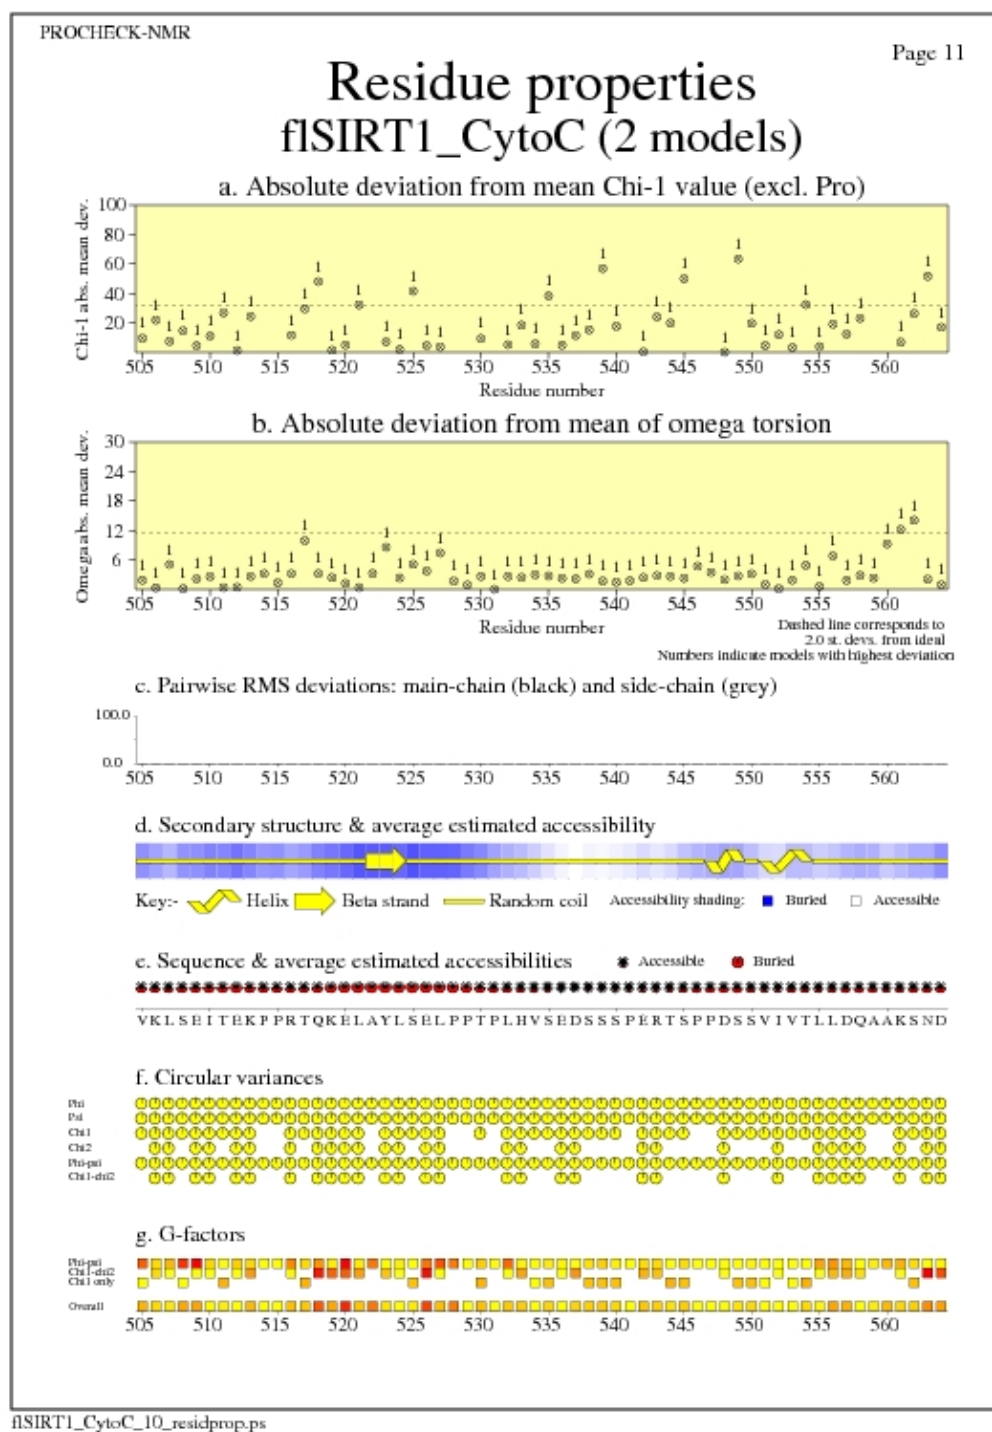 PROCHECK-NMR
Page 11
Residue properties
flSIRT1_CytoC (2 models)
a. Absolute deviation from mean Chi-1 value (excl. Pro)
Chi-1 abs. mean dev.
100
80
60
40
20
505 510 515 520 525 530 535 540 545 550 555 560
Residue number
b. Absolute deviation from mean of omega torsion
Omega abs. mean dev.
30
24
18
12
6
505 510 515 520 525 530 535 540 545 550 555 560
Residue number
Dashed line corresponds to
2.0 st. devs. from ideal
Numbers indicate models with highest deviation
c. Pairwise RMS deviations: main-chain (black) and side-chain (grey)
100.0
0.0
505 510 515 520 525 530 535 540 545 550 555 560
d. Secondary structure & average estimated accessibility
Key:- Helix Beta strand Random coil Accessibility shading: Buried Accessible
e. Sequence & average estimated accessibilities Accessible Buried
V K L S E I T E K P P R T Q K E L A Y L S E L P P T P L H V S E D S S S P E R T S P P D S S V I V T L L D Q A A K S N D
f. Circular variances
Phi
Psi
Chi1
Chi2
Phi-psi
Chi1-chi2
g. G-factors
Phi-psi
Chi1-chi2
Chi1 only
Overall
505 510 515 520 525 530 535 540 545 550 555 560
flSIRT1_CytoC_10_residprop.ps